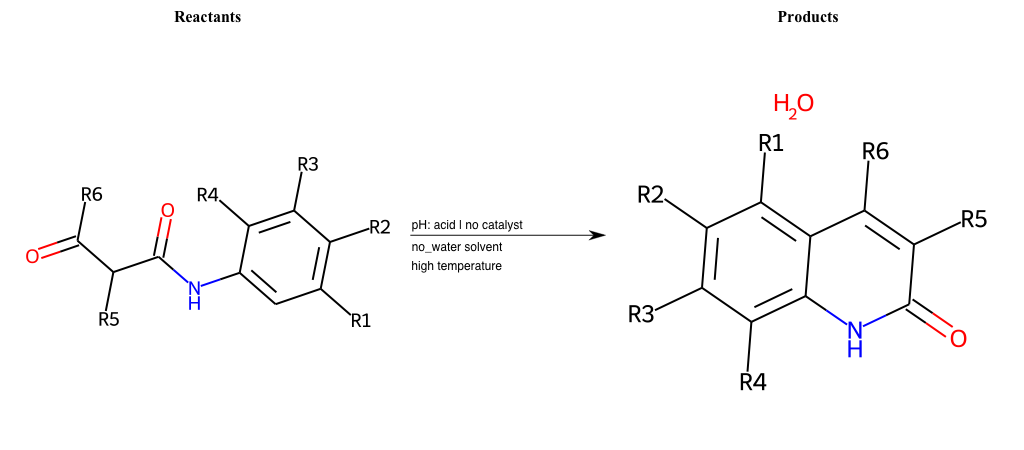 Reactants
Products
H2O
R1
R6
R3
R6
R4
R2
O
R5
R2
pH: acid | no catalyst
no_water solvent
O
high temperature
N
H
R3
R5
R1
N
H
O
R4